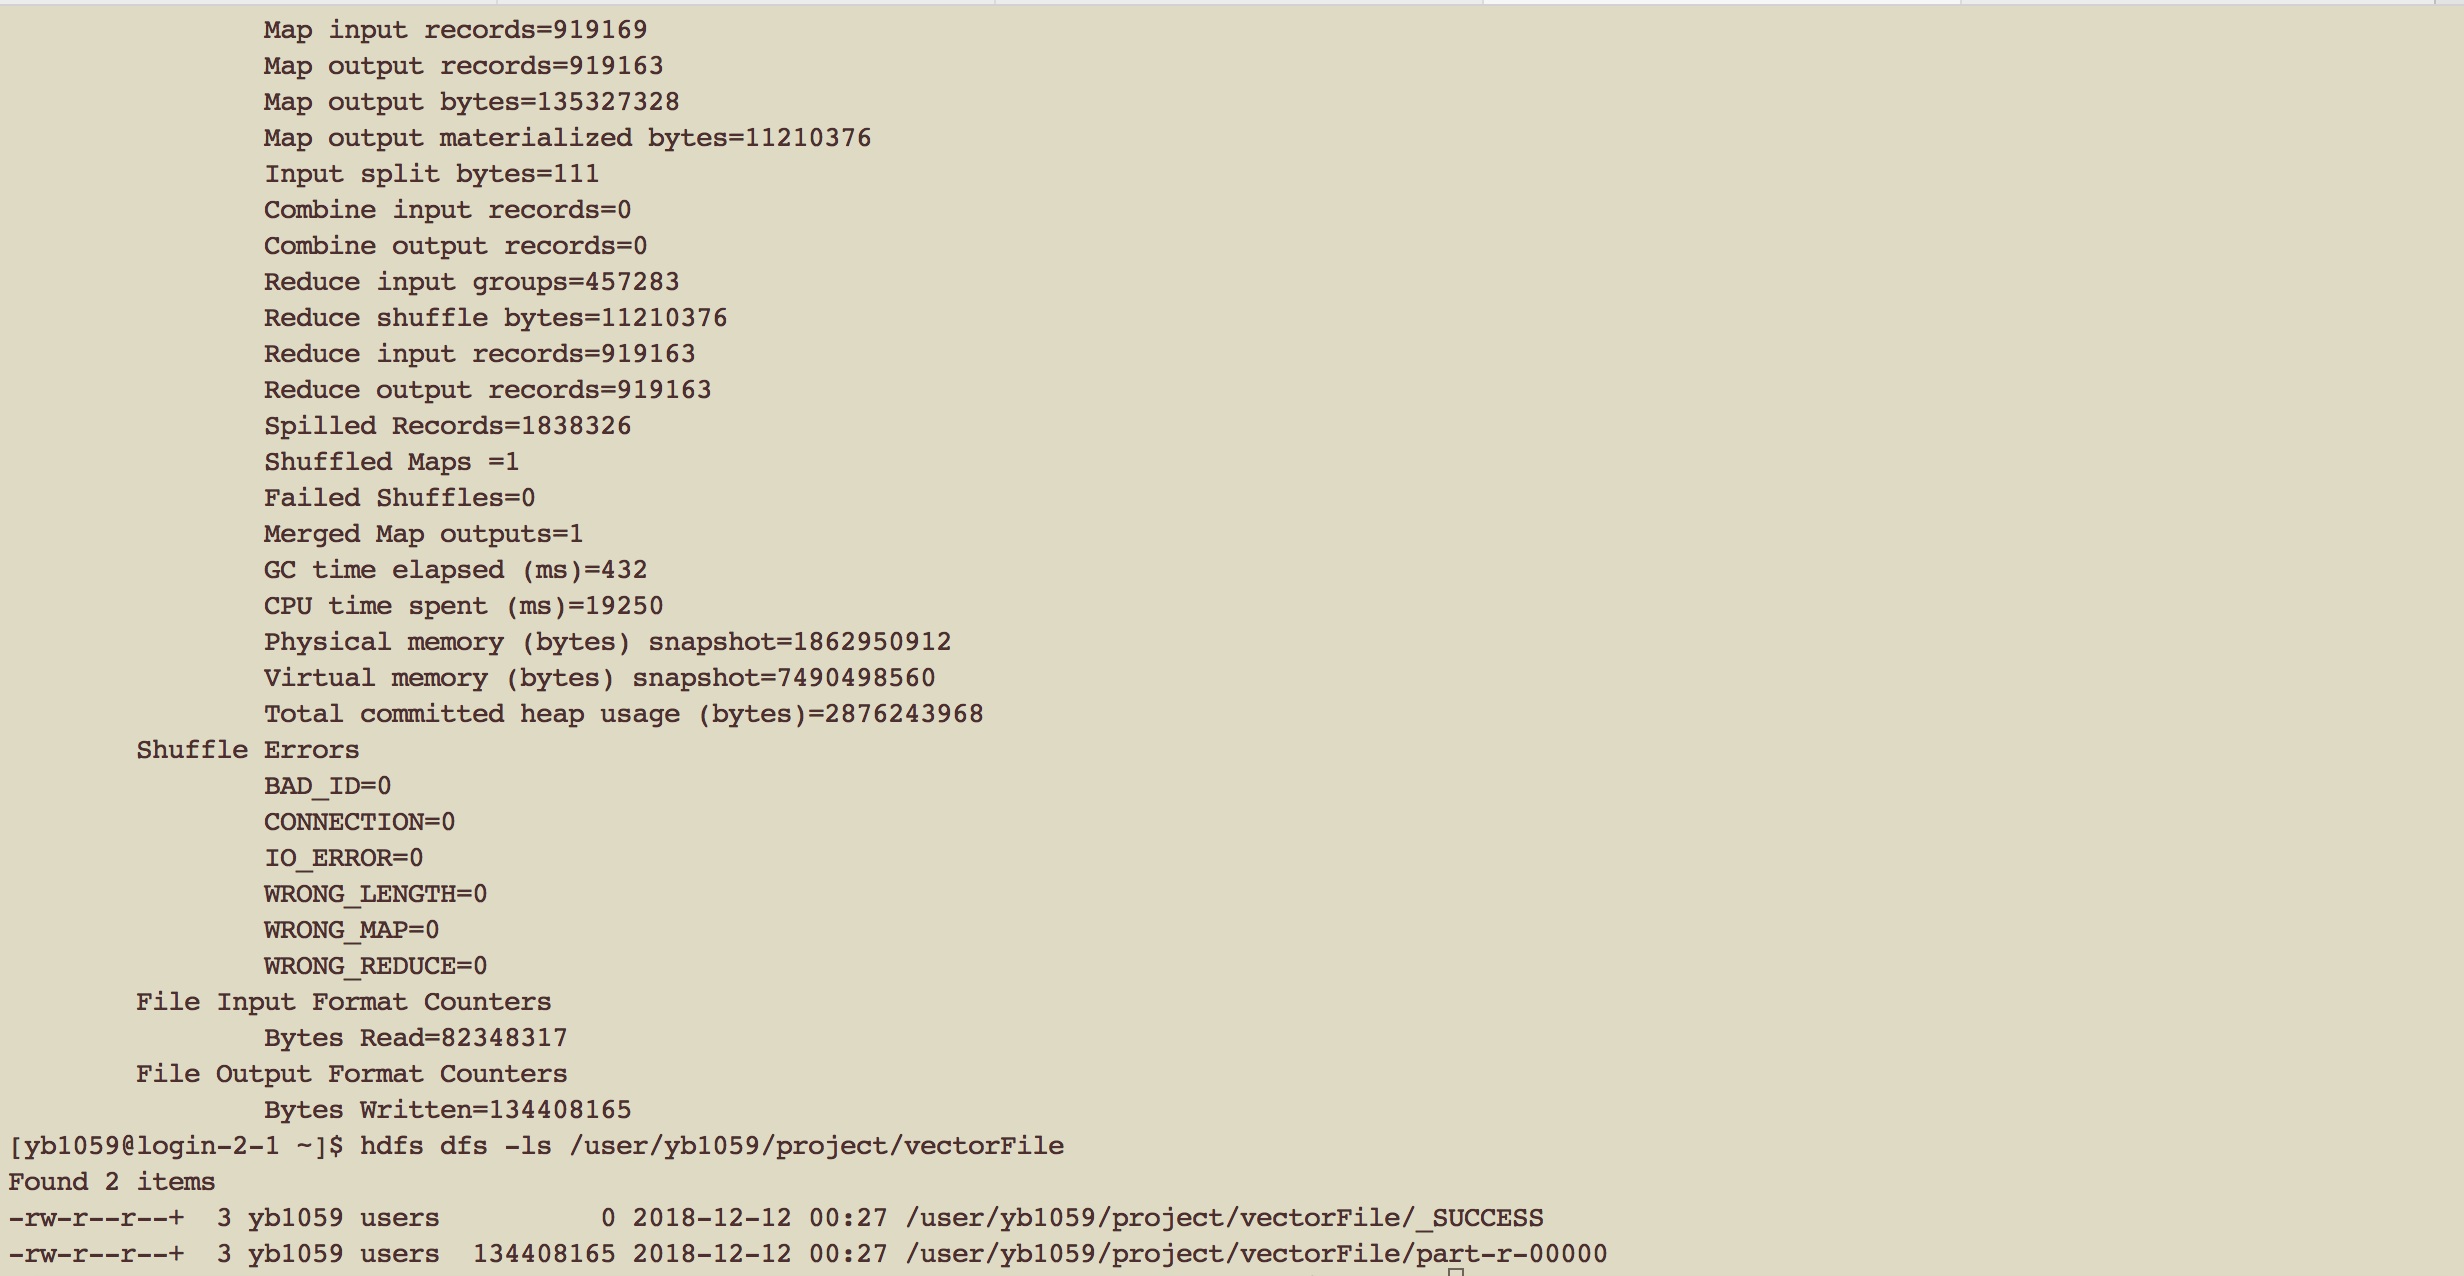 Map input records=919169
Map output records=919163
Map output bytes=135327328
Map output materialized bytes=11210376
Input split bytes=111
Combine input records=0
Combine output records=0
Reduce input groups=457283
Reduce shuffle bytes=11210376
Reduce input records=919163
Reduce output records=919163
Spilled Records=1838326
Shuffled Maps =1
Failed Shuffles=0
Merged Map outputs=1
GC time elapsed (ms)=432
CPU time spent (ms)=19250
Physical memory (bytes) snapshot=1862950912
Virtual memory (bytes) snapshot=7490498560
Total committed heap usage (bytes)=2876243968
Shuffle Errors
BAD_ID=0
CONNECTION=0
IO_ERROR=0
WRONG_LENGTH=0
WRONG_MAP=0
WRONG_REDUCE=0
File Input Format Counters
Bytes Read=82348317
File Output Format Counters
Bytes Written=134408165
[yb1059@login-2-1 ~]$ hdfs dfs -ls /user/yb1059/project/vectorFile
Found 2 items
-rw-r--r--+  3 yb1059 users          0 2018-12-12 00:27 /user/yb1059/project/vectorFile/_SUCCESS
-rw-r--r--+  3 yb1059 users  134408165 2018-12-12 00:27 /user/yb1059/project/vectorFile/part-r-00000